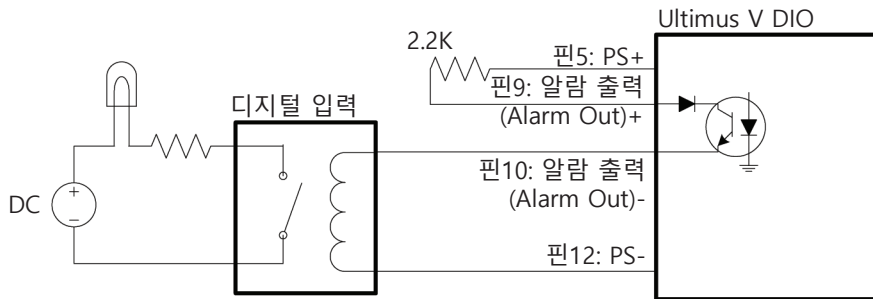 Ultimus V DIO
2.2K
핀5: PS+
핀9: 알람 출력
(Alarm Out)+
디지털 입력
핀10: 알람 출력
(Alarm Out)-
DC
+
−
핀12: PS-